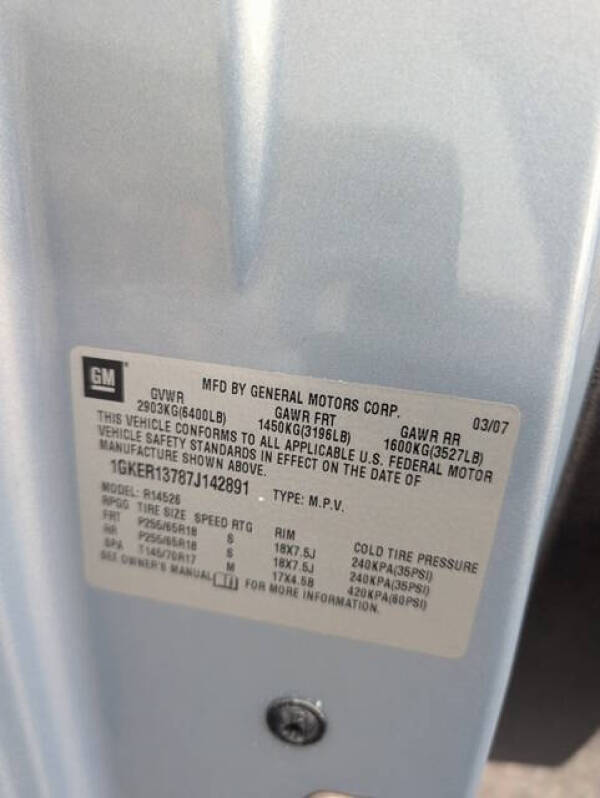 GM
MFD BY GENERAL MOTORS CORP. 03/07
GVWR GAWR FRT GAWR RR
2903KG(6400LB) 1450KG(3196LB) 1600KG(3527LB)
THIS VEHICLE CONFORMS TO ALL APPLICABLE U.S. FEDERAL MOTOR
VEHICLE SAFETY STANDARDS IN EFFECT ON THE DATE OF
MANUFACTURE SHOWN ABOVE.
1GKER13787J142891 TYPE: M.P.V.
MODEL: R14526
RPGG TIRE SIZE SPEED RTG RIM COLD TIRE PRESSURE
FRT P255/65R18 S 18X7.5J 240KPA(35PSI)
RR P255/65R18 S 18X7.5J 240KPA(35PSI)
SPA T145/70R17 M 17X4.5B 420KPA(60PSI)
SEE OWNER'S MANUAL FOR MORE INFORMATION.